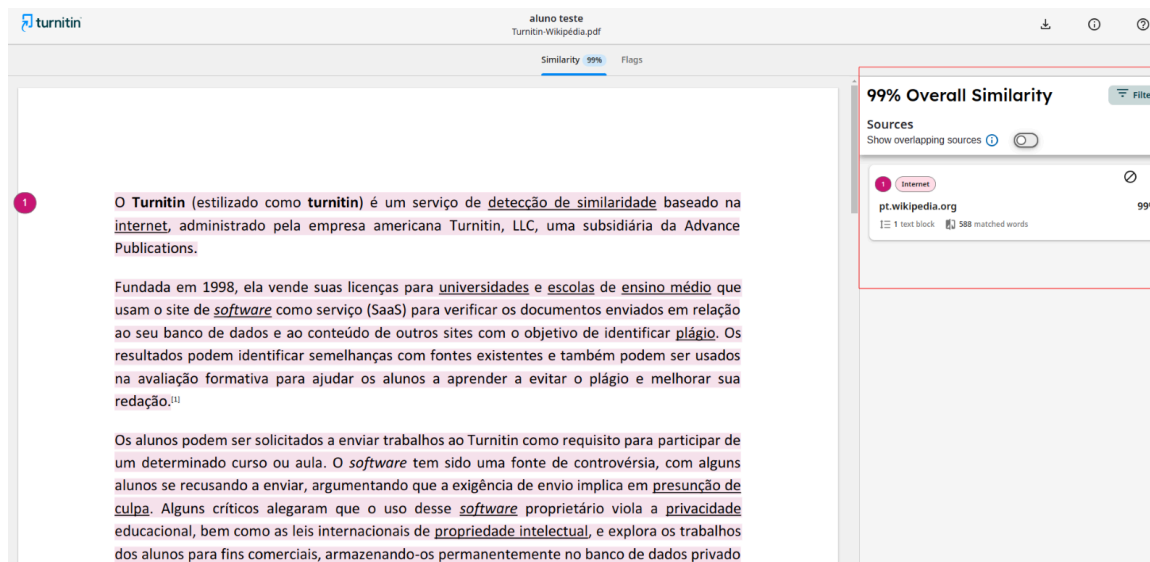 turnitin
aluno teste
Turnitin-Wikipédia.pdf
Similarity 99%
Flags
99% Overall Similarity
Sources
Show overlapping sources
1 Internet
pt.wikipedia.org
1 text block 588 matched words
1
O Turnitin (estilizado como turnitin) é um serviço de detecção de similaridade baseado na
internet, administrado pela empresa americana Turnitin, LLC, uma subsidiária da Advance
Publications.
Fundada em 1998, ela vende suas licenças para universidades e escolas de ensino médio que
usam o site de software como serviço (SaaS) para verificar os documentos enviados em relação
ao seu banco de dados e ao conteúdo de outros sites com o objetivo de identificar plágio. Os
resultados podem identificar semelhanças com fontes existentes e também podem ser usados
na avaliação formativa para ajudar os alunos a aprender a evitar o plágio e melhorar sua
redação.[1]
Os alunos podem ser solicitados a enviar trabalhos ao Turnitin como requisito para participar de
um determinado curso ou aula. O software tem sido uma fonte de controvérsia, com alguns
alunos se recusando a enviar, argumentando que a exigência de envio implica em presunção de
culpa. Alguns críticos alegaram que o uso desse software proprietário viola a privacidade
educacional, bem como as leis internacionais de propriedade intelectual, e explora os trabalhos
dos alunos para fins comerciais, armazenando-os permanentemente no banco de dados privado